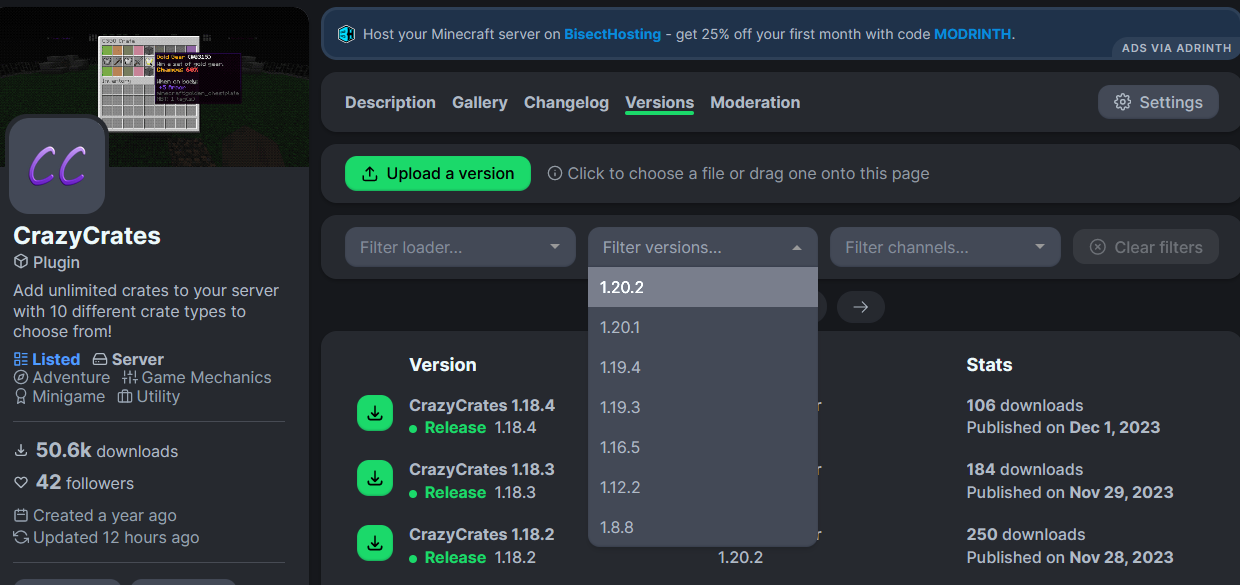 Host your Minecraft server on BisectHosting - get 25% off your first month with code MODRINTH.
ADS VIA ADRINTH
Description Gallery Changelog Versions Moderation
Settings
Upload a version
Click to choose a file or drag one onto this page
Filter loader...
Filter versions...
Filter channels...
Clear filters
1.20.2
1.20.1
1.19.4
1.19.3
1.16.5
1.12.2
1.8.8
Version
Stats
CrazyCrates 1.18.4
Release 1.18.4
106 downloads
Published on Dec 1, 2023
CrazyCrates 1.18.3
Release 1.18.3
184 downloads
Published on Nov 29, 2023
CrazyCrates 1.18.2
Release 1.18.2
1.20.2
250 downloads
Published on Nov 28, 2023
CC
CrazyCrates
Plugin
Add unlimited crates to your server
with 10 different crate types to
choose from!
Listed Server
Adventure Game Mechanics
Minigame Utility
50.6k downloads
42 followers
Created a year ago
Updated 12 hours ago